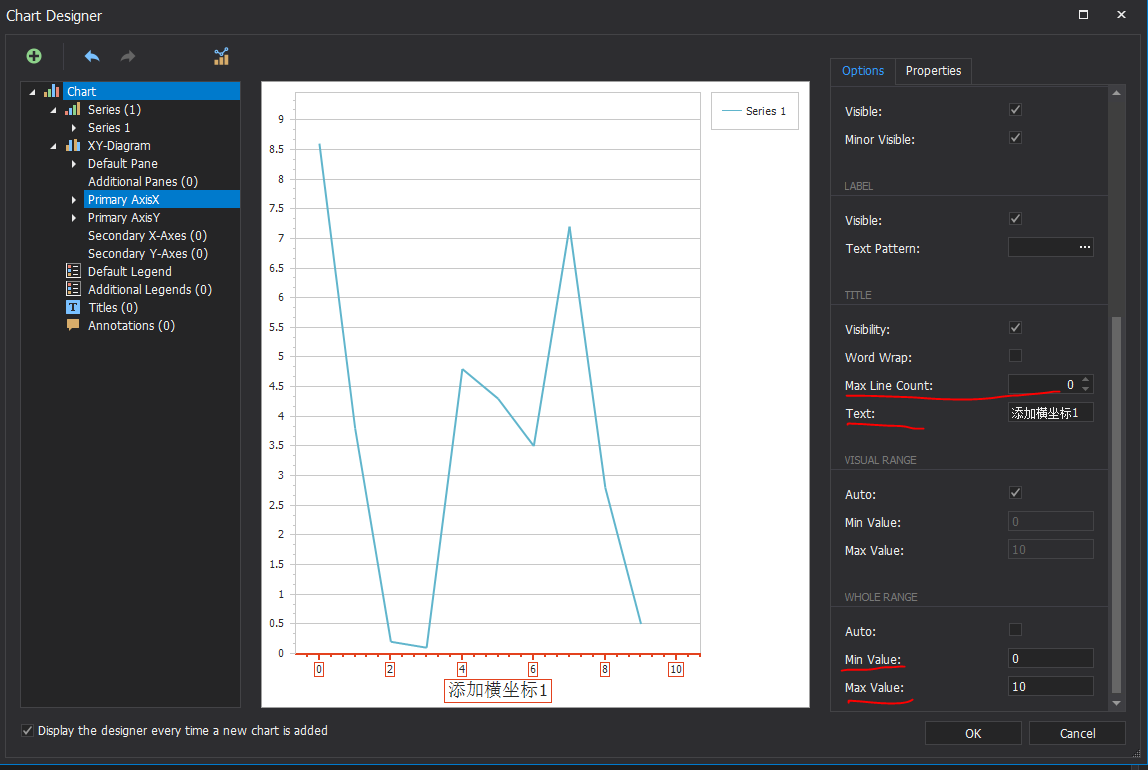 Chart Designer
Chart
Series (1)
Series 1
XY-Diagram
Default Pane
Additional Panes (0)
Primary AxisX
Primary AxisY
Secondary X-Axes (0)
Secondary Y-Axes (0)
Default Legend
Additional Legends (0)
T Titles (0)
Annotations (0)
9
8.5
8
7.5
7
6.5
6
5.5
5
4.5
4
3.5
3
2.5
2
1.5
1
0.5
0
0 2 4 6 8 10
添加横坐标1
Series 1
Options Properties
Visible:
Minor Visible:
LABEL
Visible:
Text Pattern: ...
TITLE
Visibility:
Word Wrap:
Max Line Count: 0
Text: 添加横坐标1
VISUAL RANGE
Auto:
Min Value: 0
Max Value: 10
WHOLE RANGE
Auto:
Min Value: 0
Max Value: 10
Display the designer every time a new chart is added
OK Cancel